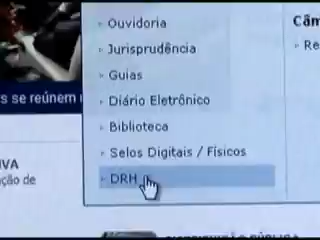 Ouvidoria
Câm
Jurisprudência
Re
Guias
s se reúnem
Diário Eletrônico
Biblioteca
Selos Digitais / Físicos
IVA
ção de
DRH